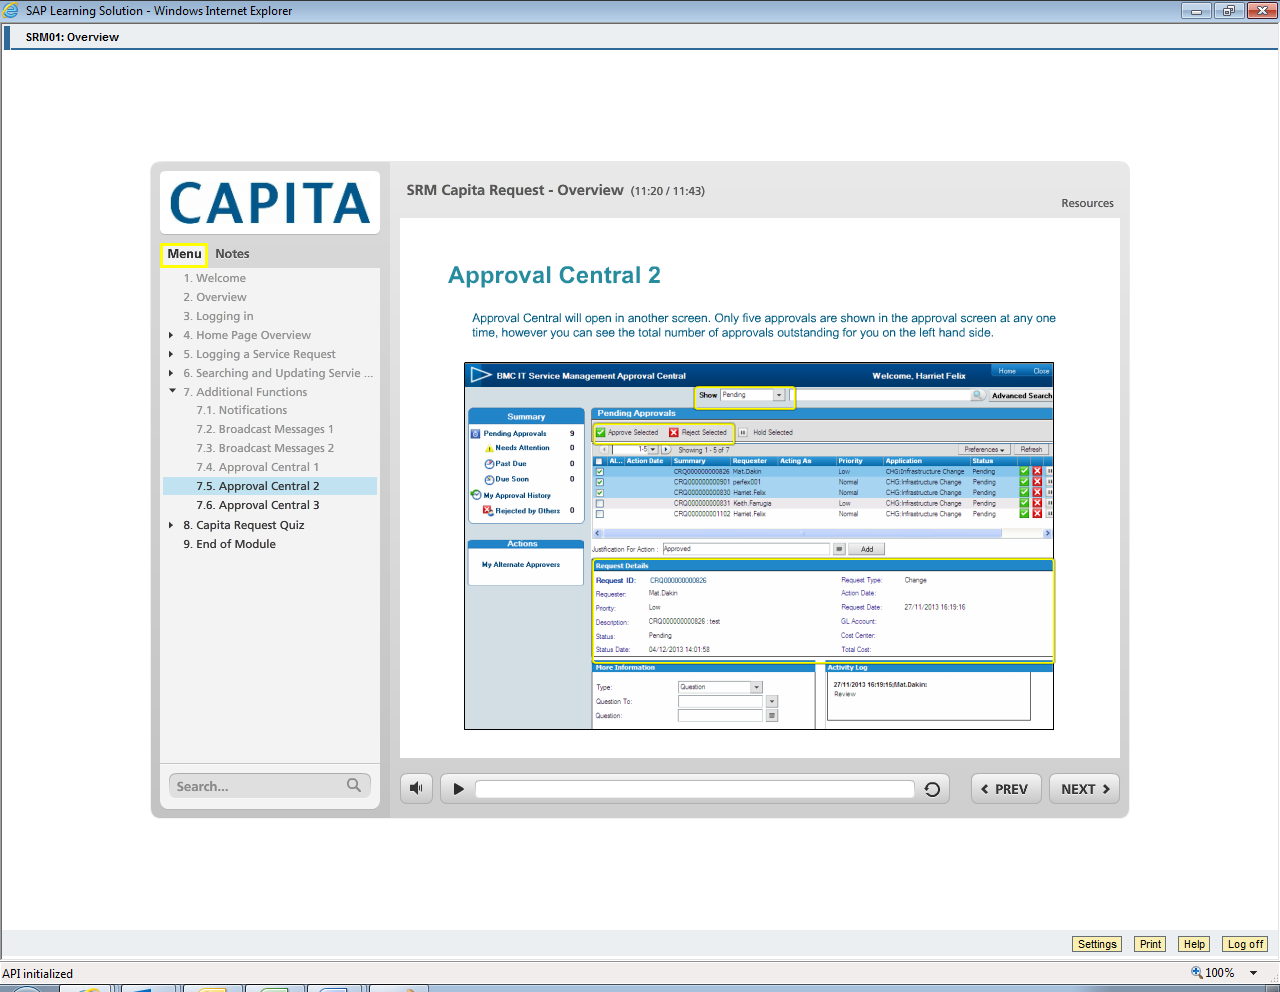 SAP Learning Solution - Windows Internet Explorer
SRM01: Overview
CAPITA
SRM Capita Request - Overview (11:20 / 11:43)
Resources
Menu Notes
1. Welcome
2. Overview
3. Logging in
4. Home Page Overview
5. Logging a Service Request
6. Searching and Updating Servie ...
7. Additional Functions
7.1. Notifications
7.2. Broadcast Messages 1
7.3. Broadcast Messages 2
7.4. Approval Central 1
7.5. Approval Central 2
7.6. Approval Central 3
8. Capita Request Quiz
9. End of Module
Search...
Approval Central 2
Approval Central will open in another screen. Only five approvals are shown in the approval screen at any one
time, however you can see the total number of approvals outstanding for you on the left hand side.
BMC IT Service Management Approval Central
Welcome, Harriet Felix
Home Close
Show Pending
Advanced Search
Summary
Pending Approvals 9
Needs Attention 0
Past Due 0
Due Soon 0
My Approval History
Rejected by Others 0
Actions
My Alternate Approvers
Pending Approvals
Approve Selected Reject Selected Hold Selected
1-5 Showing 1 - 5 of 7
Preferences Refresh
Al... Action Date Summary Requester Acting As Priority Application Status
CRQ000000000826 Mat.Dakin Low CHG:Infrastructure Change Pending
CRQ000000000901 perfex001 Normal CHG:Infrastructure Change Pending
CRQ000000000830 Harriet.Felix Normal CHG:Infrastructure Change Pending
CRQ000000000831 Keith.Farrugia Low CHG:Infrastructure Change Pending
CRQ000000001102 Harriet.Felix Normal CHG:Infrastructure Change Pending
Justification For Action : Approved Add
Request Details
Request ID: CRQ000000000826 Request Type: Change
Requester: Mat.Dakin Action Date:
Priority: Low Request Date: 27/11/2013 16:19:16
Description: CRQ000000000826 : test GL Account:
Status: Pending Cost Center:
Status Date: 04/12/2013 14:01:58 Total Cost:
More Information
Type: Question
Question To:
Question:
Activity Log
27/11/2013 16:19:15;Mat.Dakin:
Review
PREV NEXT
Settings Print Help Log off
API initialized
100%